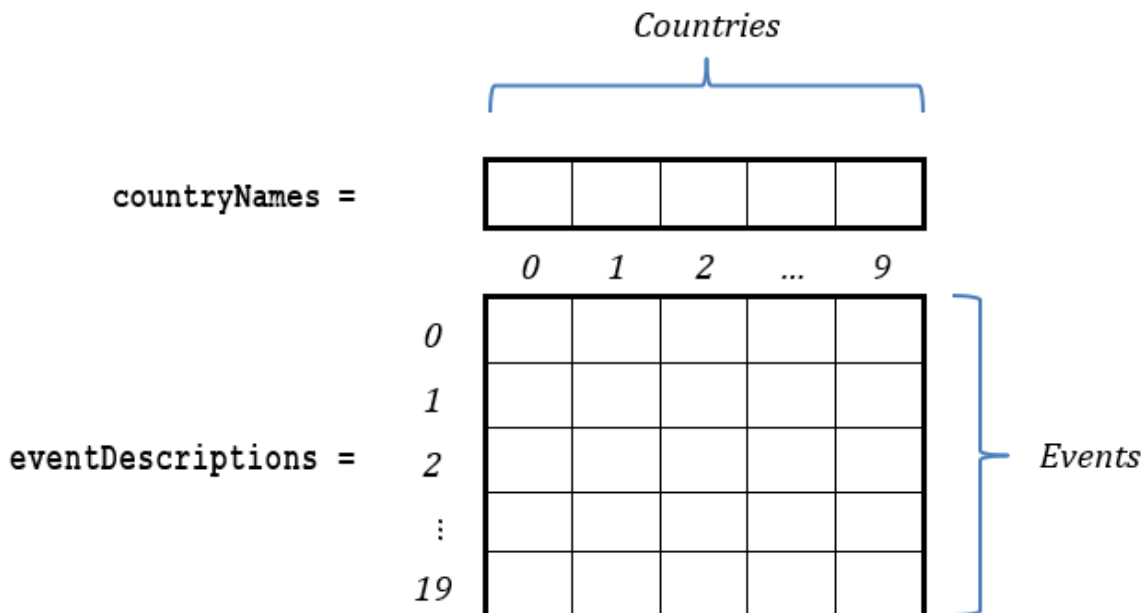 Countries
countryNames =
0 1 2 ... 9
0
1
eventDescriptions = 2 Events
⋮
19